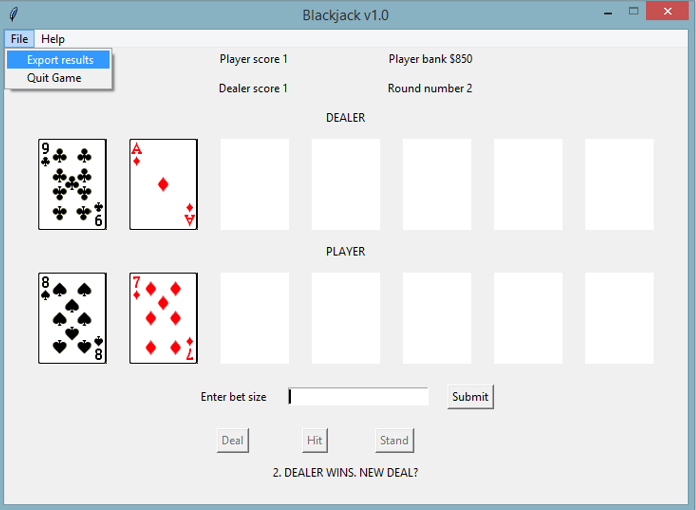 Blackjack v1.0
File Help
Export results
Quit Game
Player score 1 Player bank $850
Dealer score 1 Round number 2
DEALER
9 A
9 A
PLAYER
8 7
8 7
Enter bet size Submit
Deal Hit Stand
2. DEALER WINS. NEW DEAL?